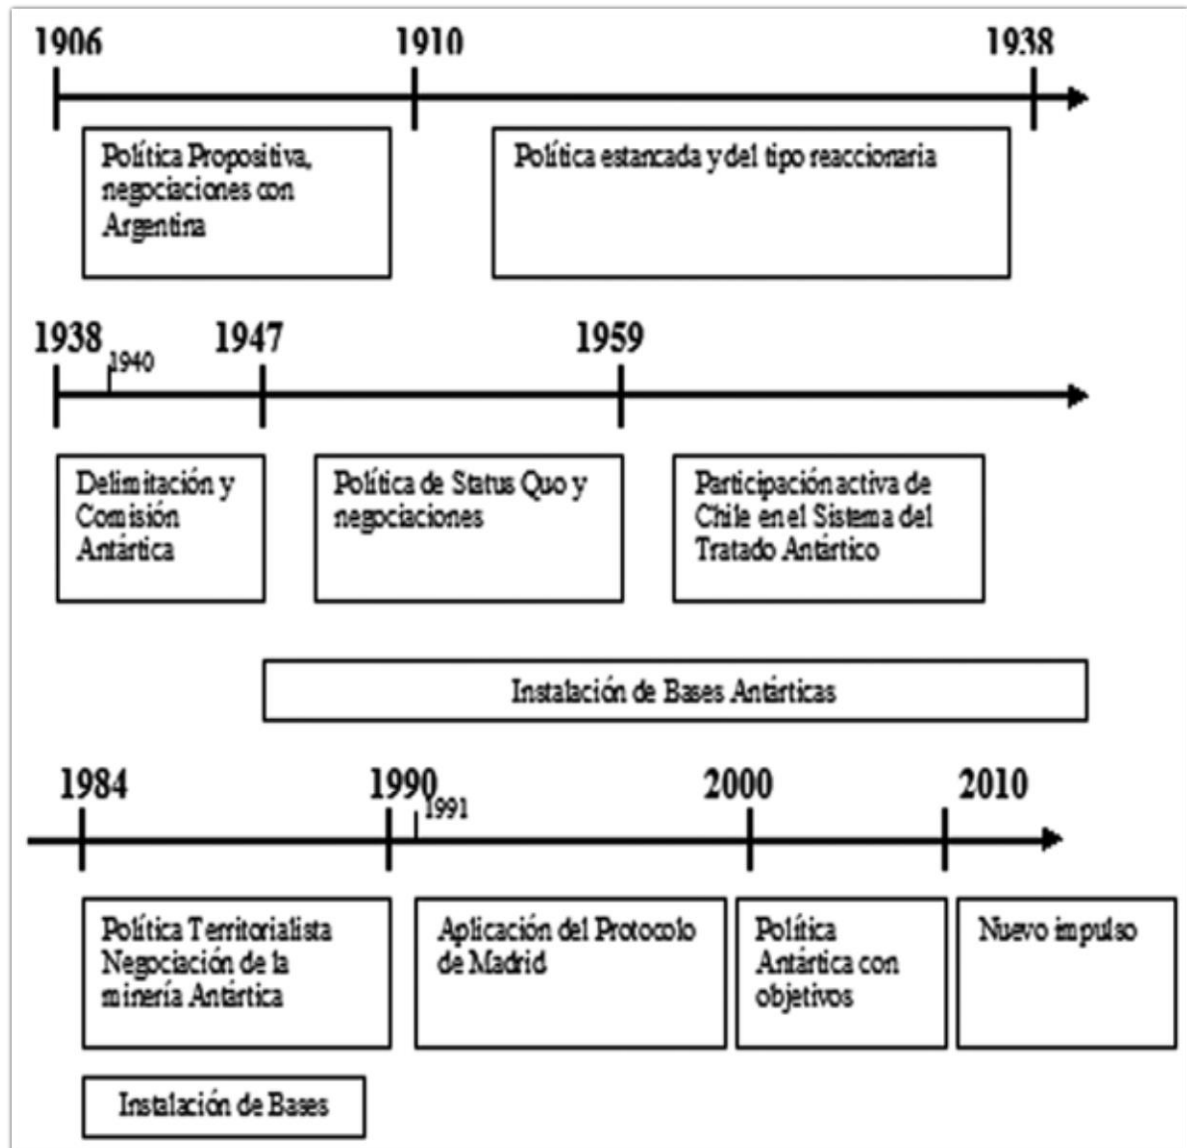 1906 1910 1938
Política Propositiva,
negociaciones con
Argentina
Política estancada y del tipo reaccionaria
1938 1940 1947 1959
Delimitación y
Comisión
Antártica
Política de Status Quo y
negociaciones
Participación activa de
Chile en el Sistema del
Tratado Antártico
Instalación de Bases Antárticas
1984 1990 1991 2000 2010
Política Territorialista
Negociación de la
minería Antártica
Aplicación del Protocolo
de Madrid
Política
Antártica con
objetivos
Nuevo impulso
Instalación de Bases